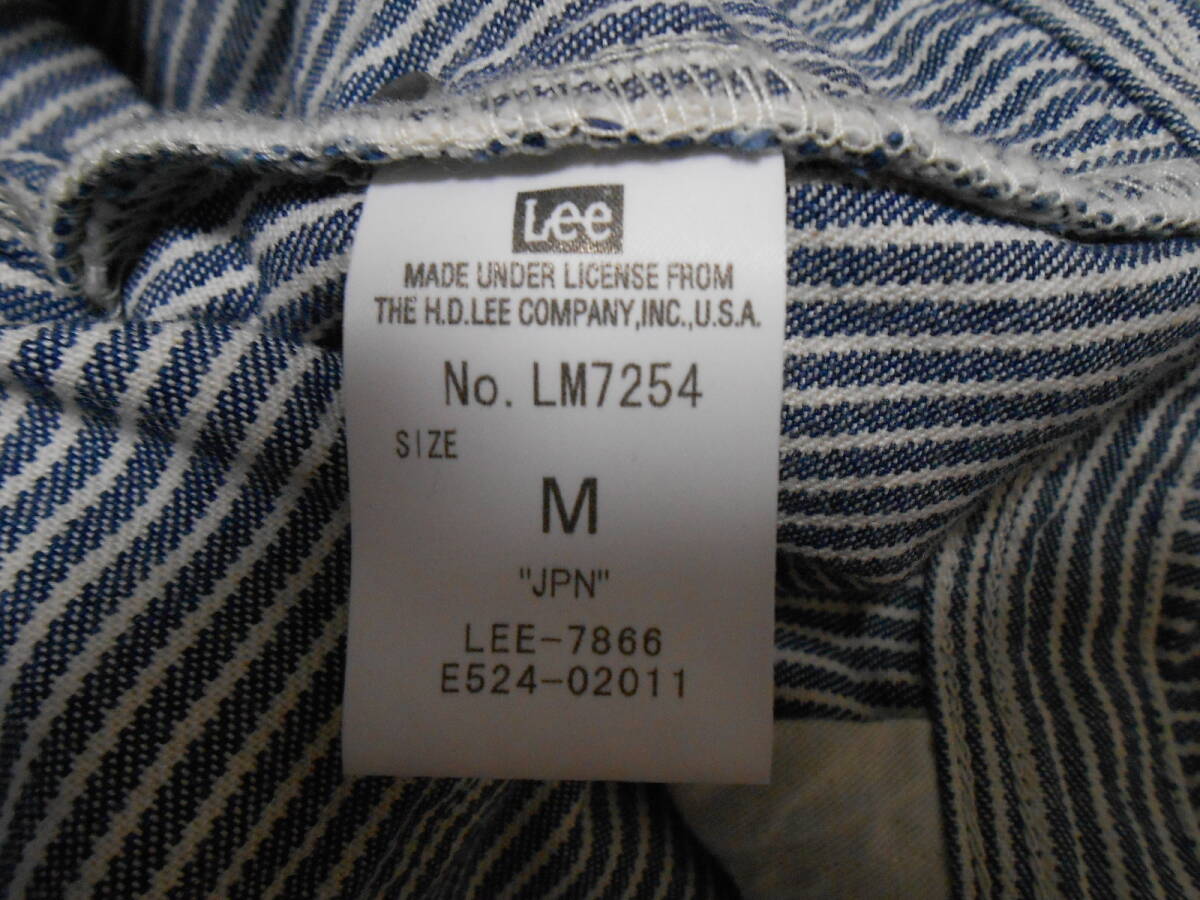 Lee
MADE UNDER LICENSE FROM
THE H.D.LEE COMPANY,INC.,U.S.A.
No. LM7254
SIZE
M
"JPN"
LEE-7866
E524-02011